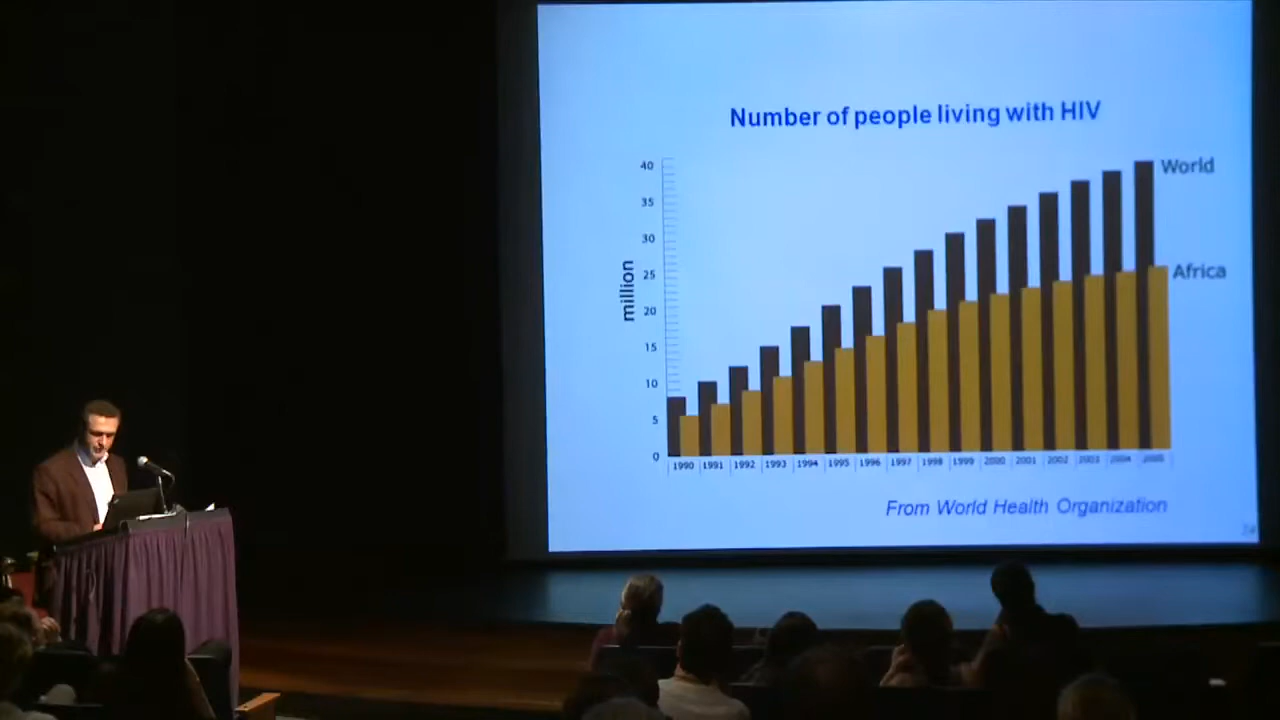 Number of people living with HIV
40
35
30
25
20
15
10
5
0
million
World
Africa
1990 1991 1992 1993 1994 1995 1996 1997 1998 1999 2000 2001 2002 2003 2004 2005
From World Health Organization
24